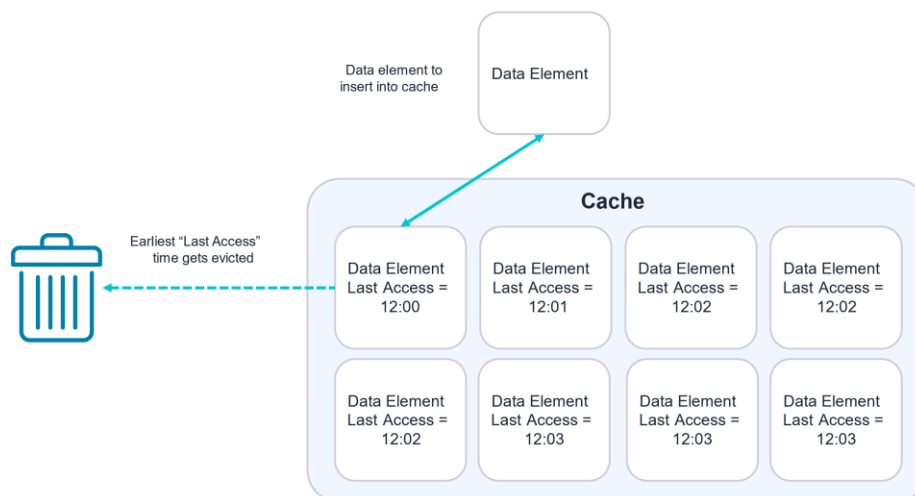 Data element to
insert into cache
Data Element
Cache
Earliest “Last Access”
time gets evicted
Data Element
Last Access =
12:00
Data Element
Last Access =
12:01
Data Element
Last Access =
12:02
Data Element
Last Access =
12:02
Data Element
Last Access =
12:02
Data Element
Last Access =
12:03
Data Element
Last Access =
12:03
Data Element
Last Access =
12:03